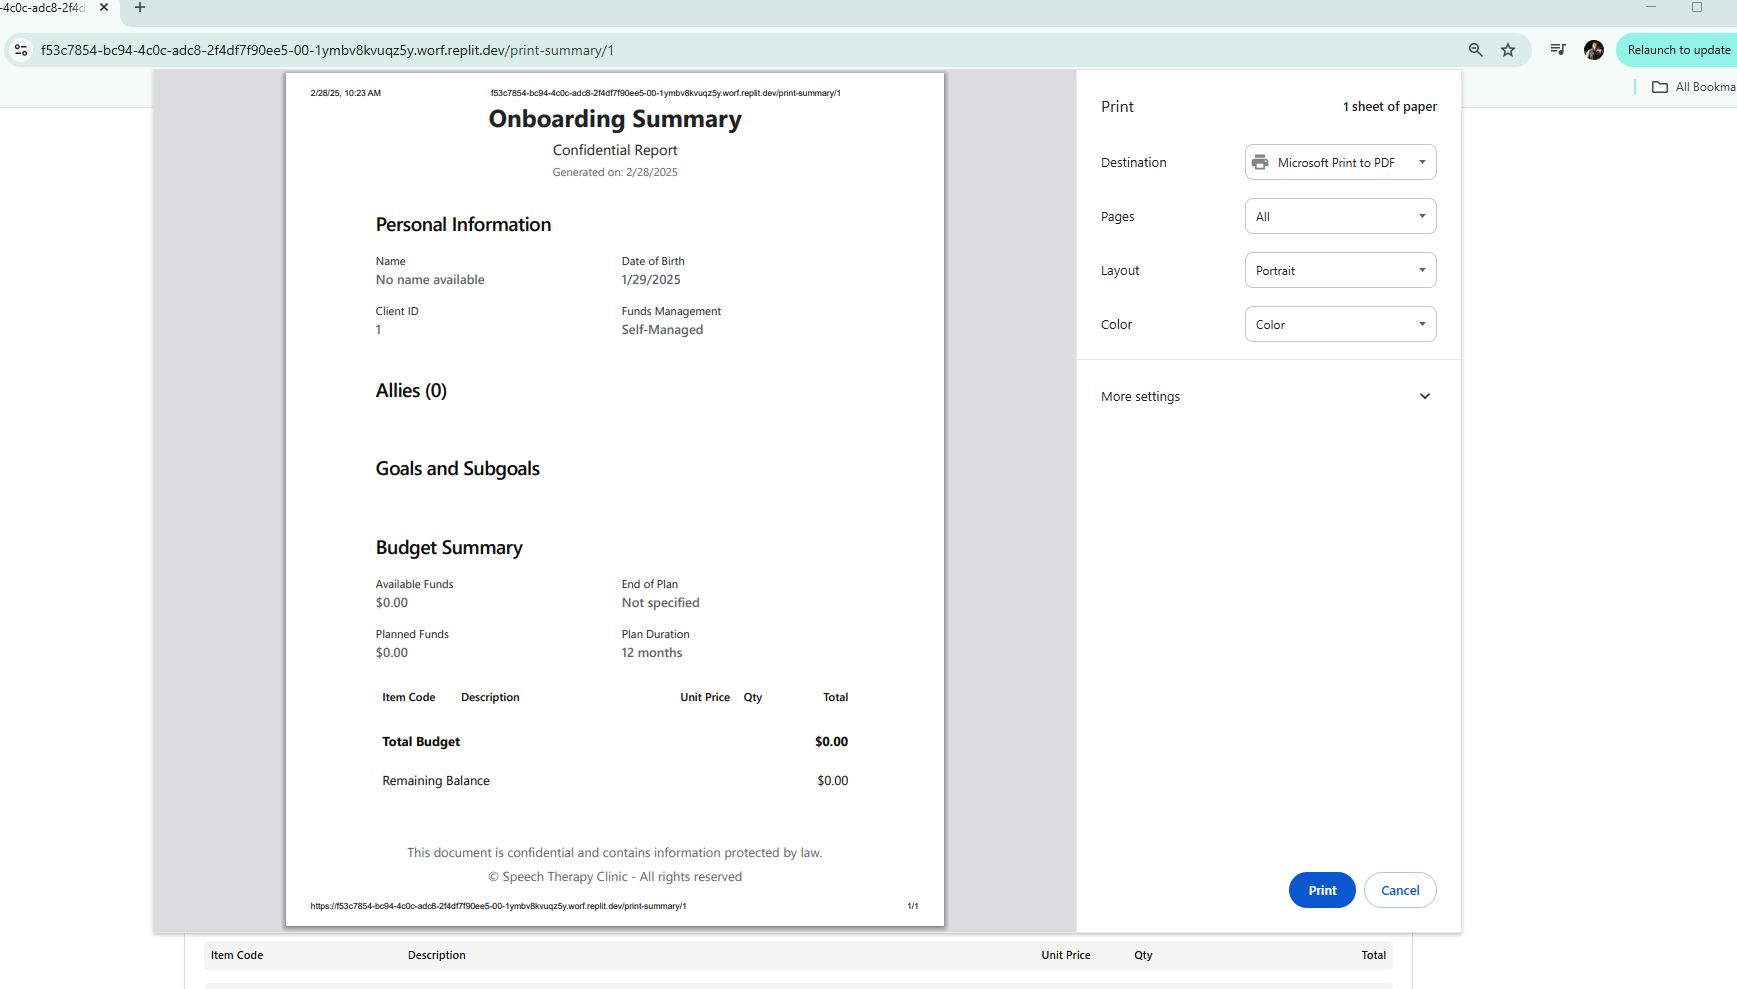 -4c0c-adc8-2f4d
f53c7854-bc94-4c0c-adc8-2f4df7f90ee5-00-1ymbv8kvuqz5y.worf.replit.dev/print-summary/1
Relaunch to update
All Bookma
2/28/25, 10:23 AM f53c7854-bc94-4c0c-adc8-2f4df7f90ee5-00-1ymbv8kvuqz5y.worf.replit.dev/print-summary/1
Onboarding Summary
Confidential Report
Generated on: 2/28/2025
Personal Information
Name Date of Birth
No name available 1/29/2025
Client ID Funds Management
1 Self-Managed
Allies (0)
Goals and Subgoals
Budget Summary
Available Funds End of Plan
$0.00 Not specified
Planned Funds Plan Duration
$0.00 12 months
Item Code Description Unit Price Qty Total
Total Budget $0.00
Remaining Balance $0.00
This document is confidential and contains information protected by law.
© Speech Therapy Clinic - All rights reserved
https://f53c7854-bc94-4c0c-adc8-2f4df7f90ee5-00-1ymbv8kvuqz5y.worf.replit.dev/print-summary/1 1/1
Print 1 sheet of paper
Destination Microsoft Print to PDF
Pages All
Layout Portrait
Color Color
More settings
Print Cancel
Item Code Description Unit Price Qty Total